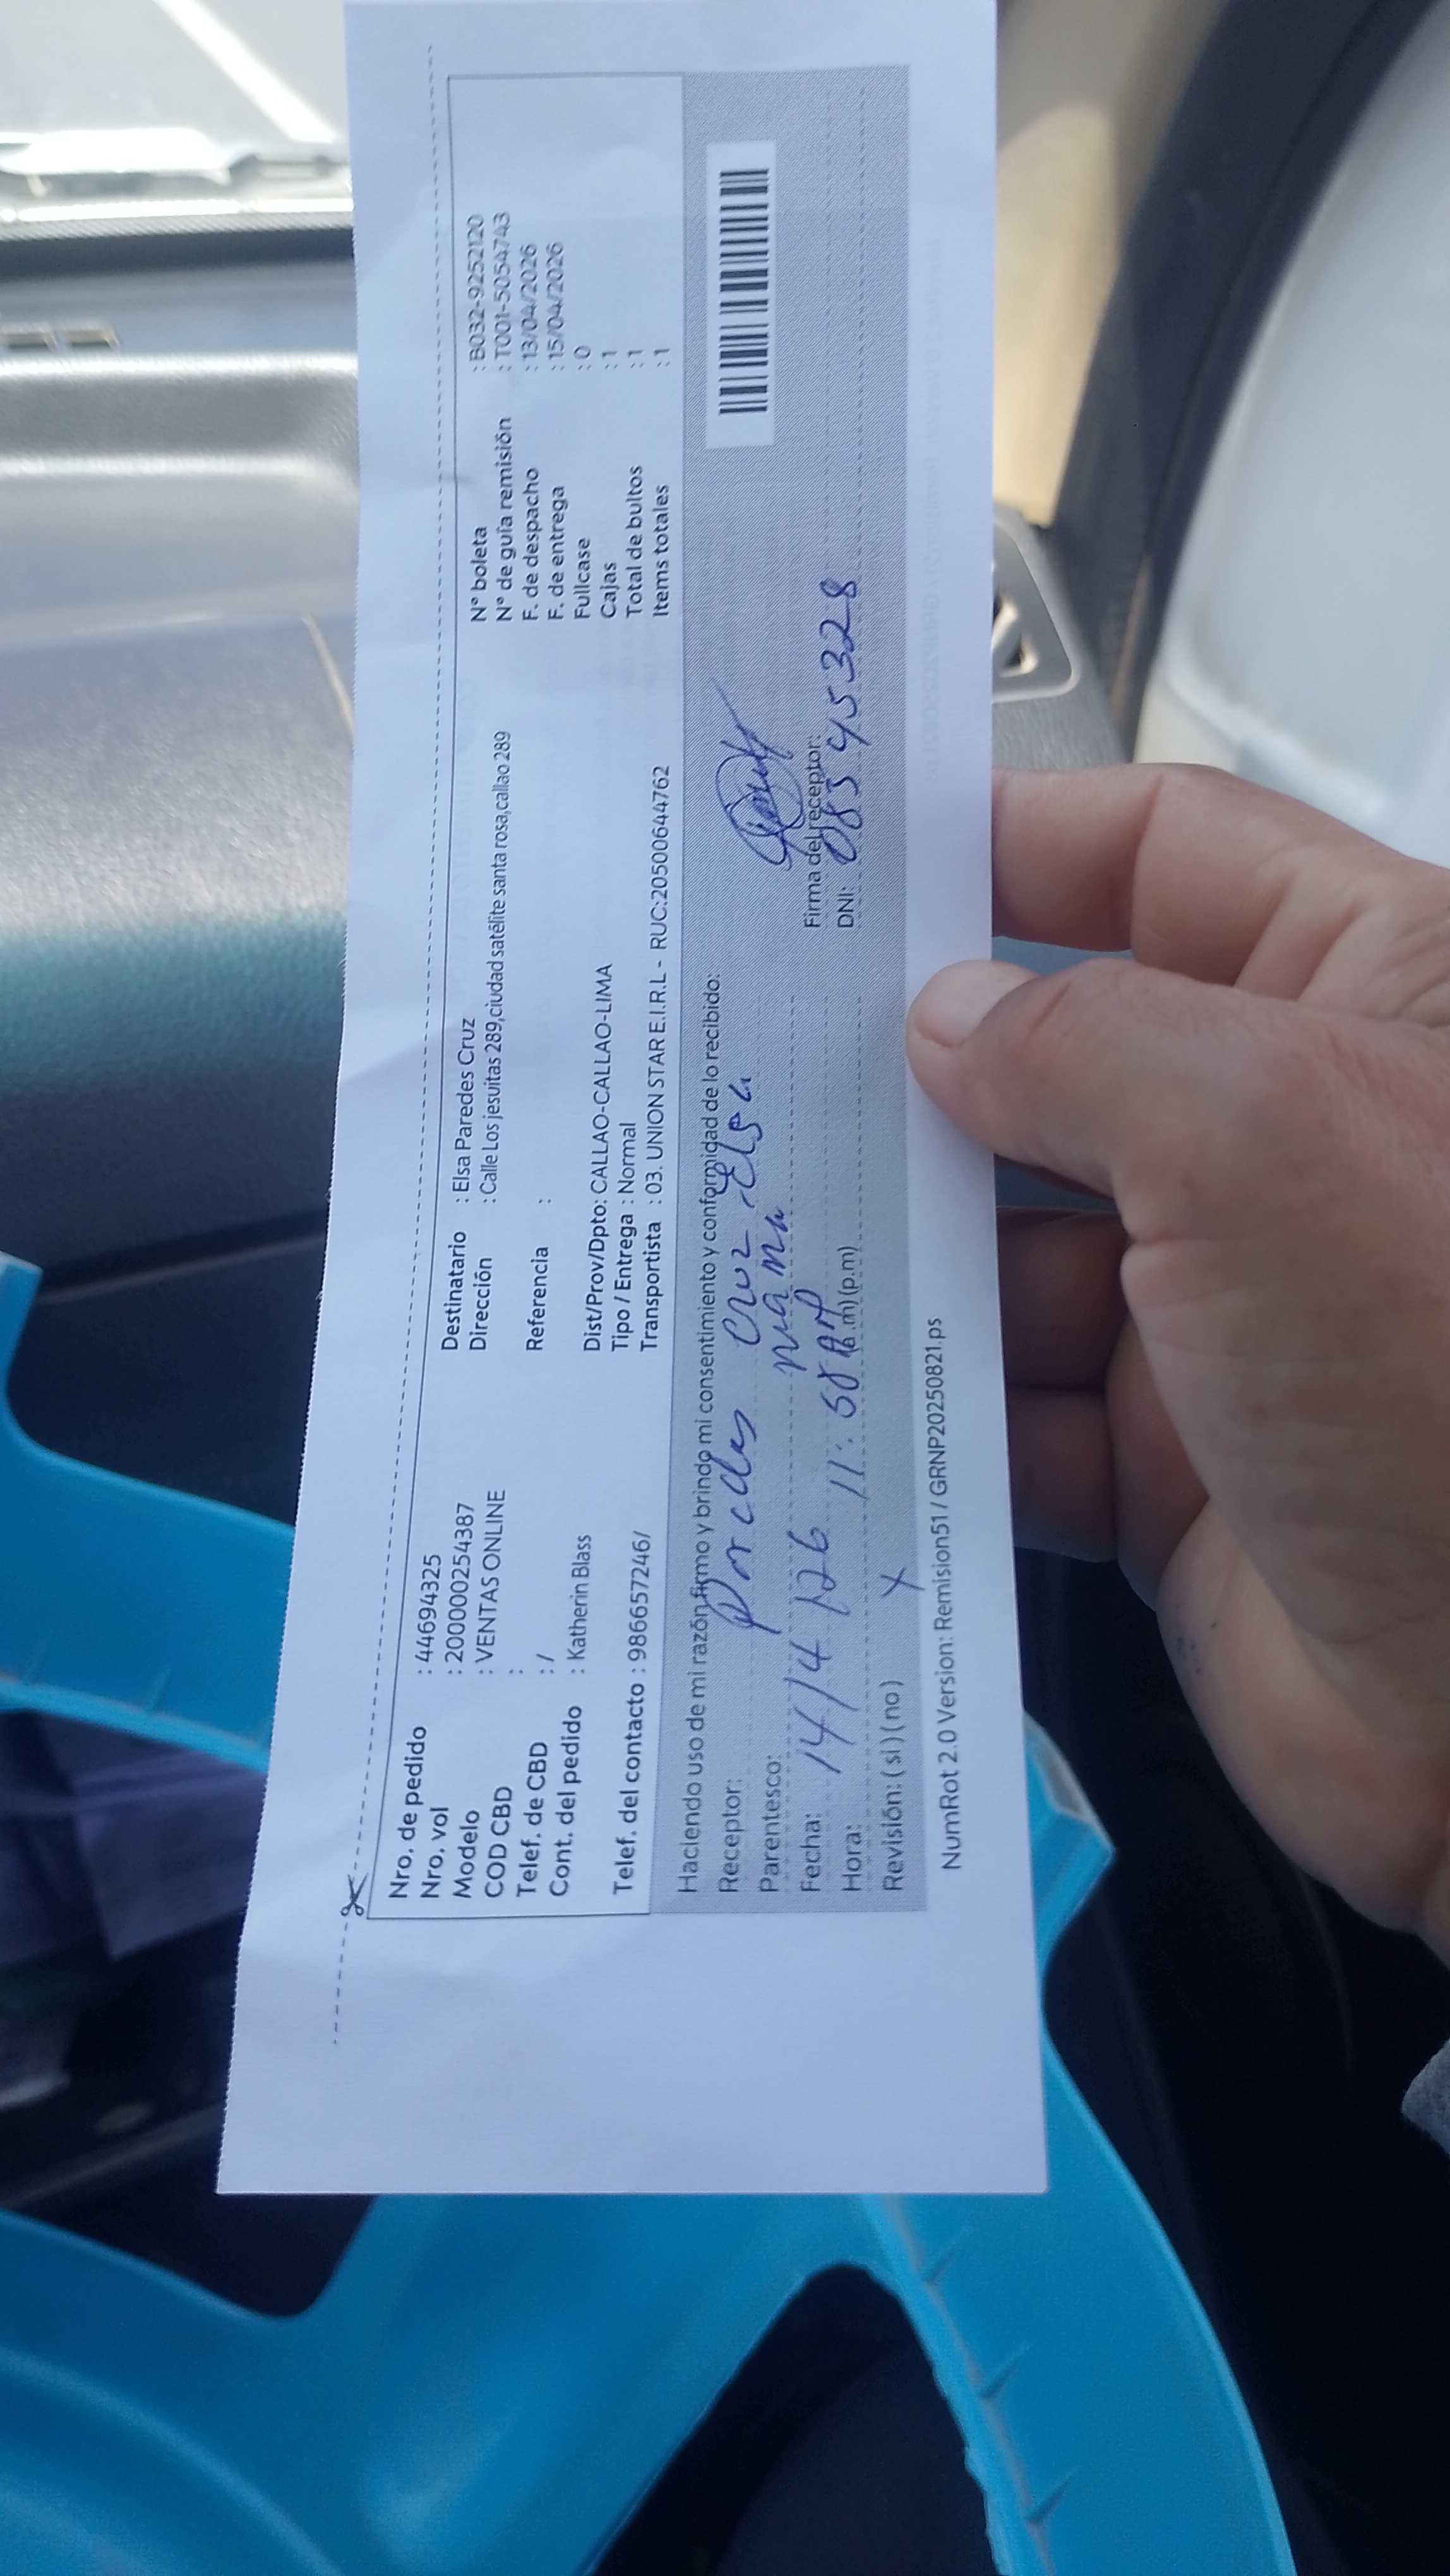 Nro. de pedido : 44694325
Nro. vol : 200000254387
Modelo : VENTAS ONLINE
COD CBD :
Telef. de CBD : /
Cont. del pedido : Katherin Blass
Telef. del contacto : 986657246/
Destinatario : Elsa Paredes Cruz
Dirección : Calle Los jesuitas 289,ciudad satélite santa rosa,callao 289
Referencia :
Dist/Prov/Dpto: CALLAO-CALLAO-LIMA
Tipo / Entrega : Normal
Transportista : 03. UNION STAR E.I.R.L - RUC:20500644762
N° boleta : B032-9252120
N° de guía remisión : T001-5054743
F. de despacho : 13/04/2026
F. de entrega : 15/04/2026
Fullcase : 0
Cajas : 1
Total de bultos : 1
Items totales : 1
Haciendo uso de mi razón firmo y brindo mi consentimiento y conformidad de lo recibido:
Receptor: Paredes Cruz Elsa
Parentesco: mamá
Fecha: 14/4/26
Hora: 11:58 AM (a.m) (p.m)
Revisión: ( si ) ( no ) X
Firma del receptor:
DNI: 08545328
NumRot 2.0 Version: Remision51 / GRNP20250821.ps